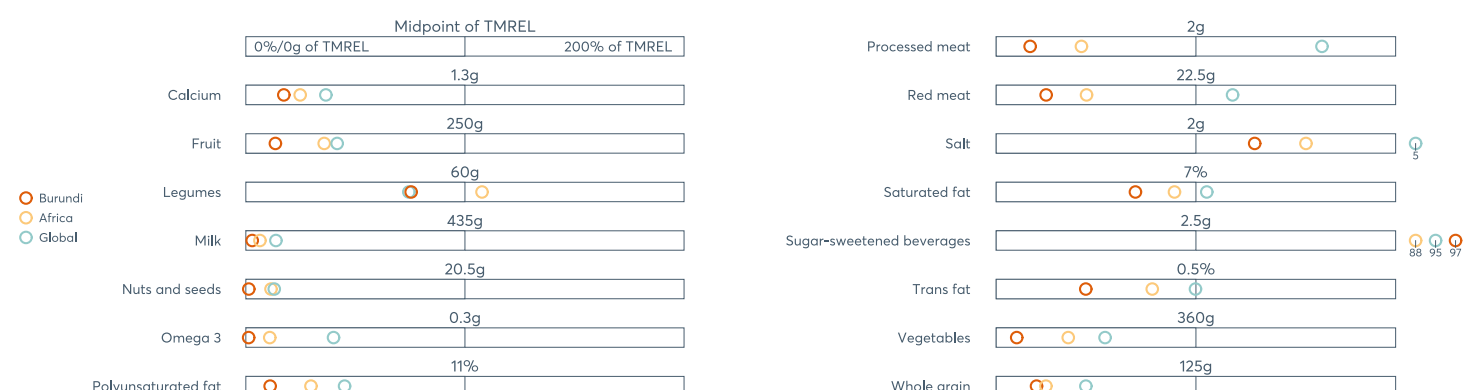 Midpoint of TMREL
0%/0g of TMREL 200% of TMREL
1.3g
Calcium
250g
Fruit
60g
Legumes
435g
Milk
20.5g
Nuts and seeds
0.3g
Omega 3
11%
Polyunsaturated fat
Burundi
Africa
Global
2g
Processed meat
22.5g
Red meat
2g
Salt
5
7%
Saturated fat
2.5g
Sugar-sweetened beverages
88 95 97
0.5%
Trans fat
360g
Vegetables
125g
Whole grain